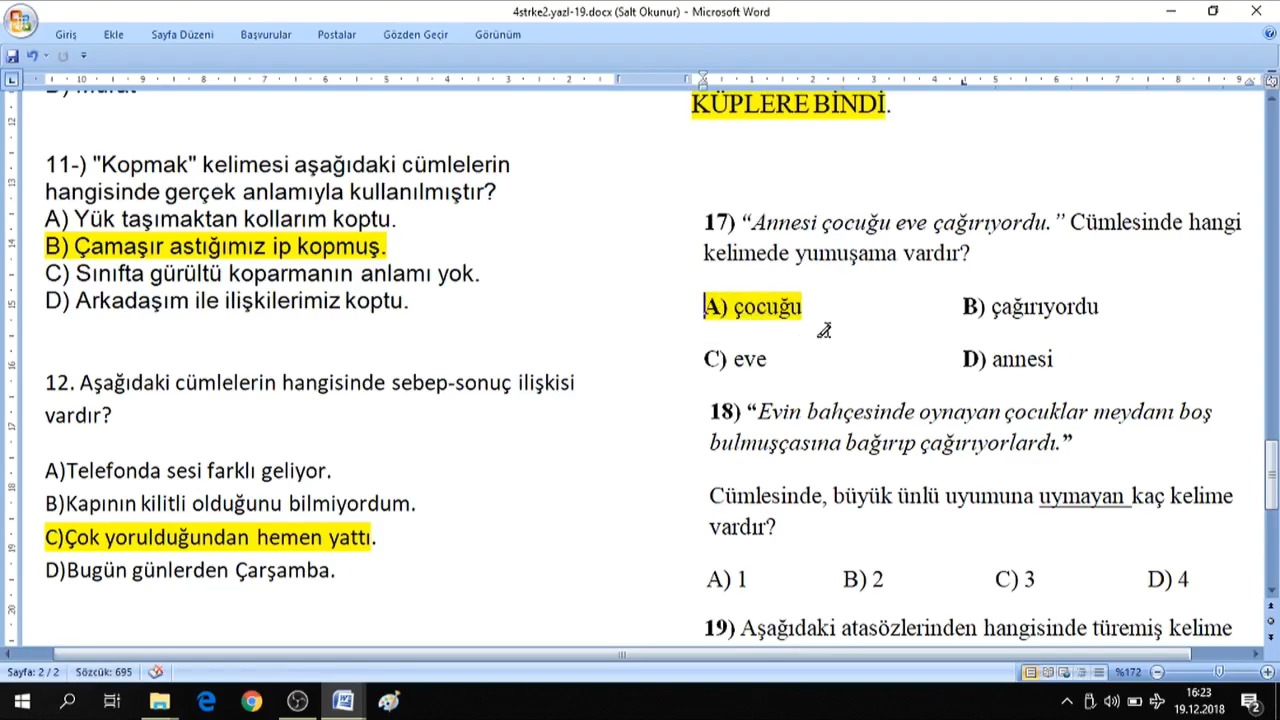 4strke2.yazl-19.docx (Salt Okunur) - Microsoft Word
Giriş Ekle Sayfa Düzeni Başvurular Postalar Gözden Geçir Görünüm
11-) "Kopmak" kelimesi aşağıdaki cümlelerin
hangisinde gerçek anlamıyla kullanılmıştır?
A) Yük taşımaktan kollarım koptu.
B) Çamaşır astığımız ip kopmuş.
C) Sınıfta gürültü koparmanın anlamı yok.
D) Arkadaşım ile ilişkilerimiz koptu.
12. Aşağıdaki cümlelerin hangisinde sebep-sonuç ilişkisi
vardır?
A)Telefonda sesi farklı geliyor.
B)Kapının kilitli olduğunu bilmiyordum.
C)Çok yorulduğundan hemen yattı.
D)Bugün günlerden Çarşamba.
KÜPLERE BİNDİ.
17) “Annesi çocuğu eve çağırıyordu.” Cümlesinde hangi
kelimede yumuşama vardır?
A) çocuğu B) çağırıyordu
C) eve D) annesi
18) “Evin bahçesinde oynayan çocuklar meydanı boş
bulmuşçasına bağırıp çağırıyorlardı.”
Cümlesinde, büyük ünlü uyumuna uymayan kaç kelime
vardır?
A) 1 B) 2 C) 3 D) 4
19) Aşağıdaki atasözlerinden hangisinde türemiş kelime
Sayfa: 2 / 2 Sözcük: 695 %172
16:23
19.12.2018
2